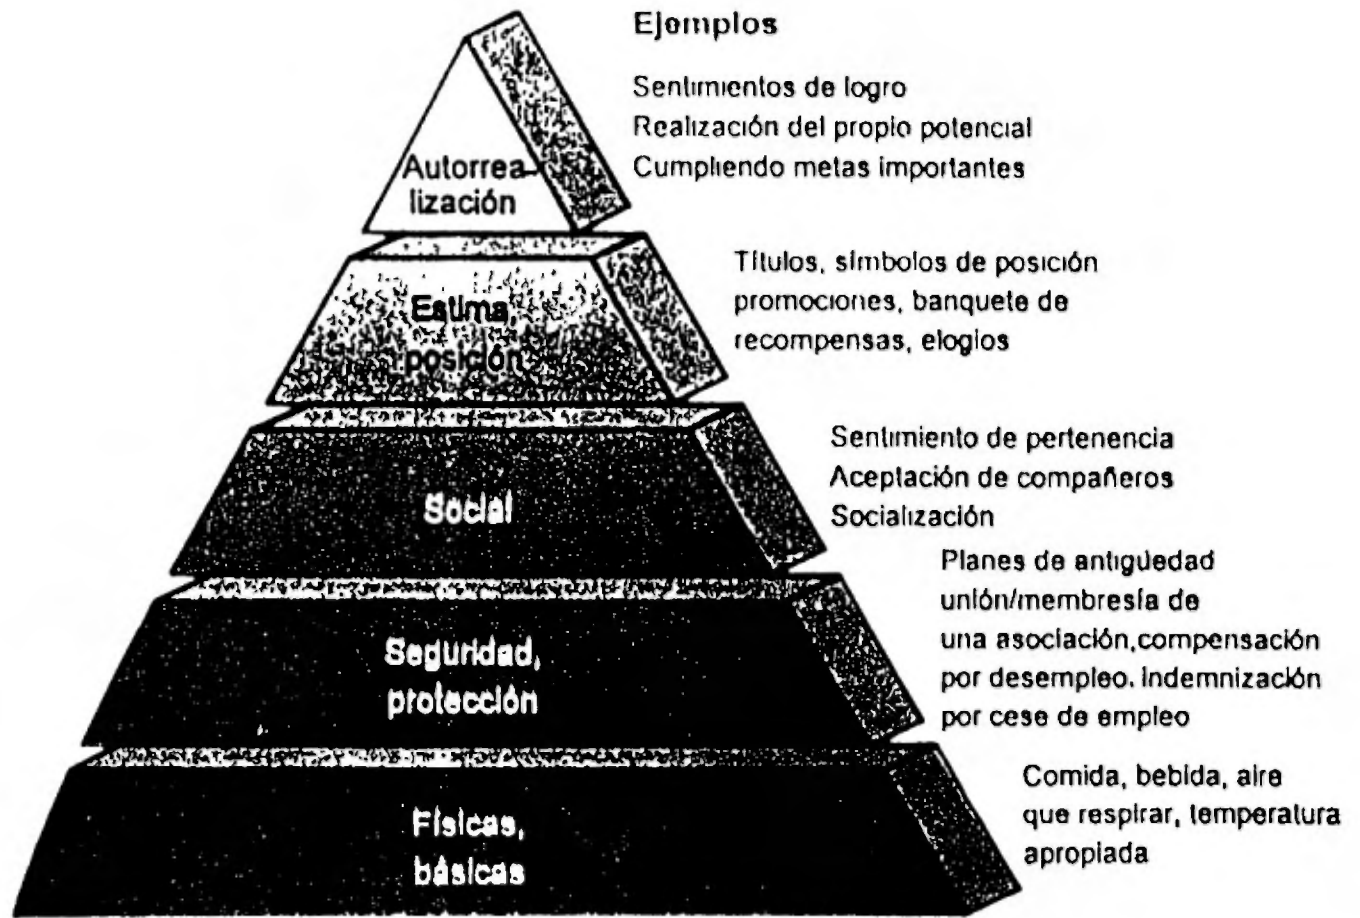 Ejemplos
Sentimientos de logro
Realización del propio potencial
Cumpliendo metas importantes
Autorrea-
lización
Títulos, símbolos de posición
promociones, banquete de
recompensas, elogios
Estima,
posición
Sentimiento de pertenencia
Aceptación de compañeros
Socialización
Social
Planes de antigüedad
unión/membresía de
una asociación,compensación
por desempleo. Indemnización
por cese de empleo
Seguridad,
protección
Comida, bebida, aire
que respirar, temperatura
apropiada
Físicas,
básicas